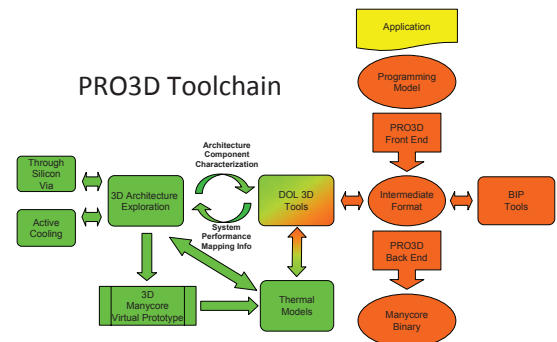 Application
PRO3D Toolchain
Programming
Model
PRO3D
Front End
Architecture
Component
Characterization
Through
Silicon
Via
3D Architecture
Exploration
DOL 3D
Tools
Intermediate
Format
BIP
Tools
Active
Cooling
System
Performance
Mapping Info
PRO3D
Back End
3D
Manycore
Virtual Prototype
Thermal
Models
Manycore
Binary